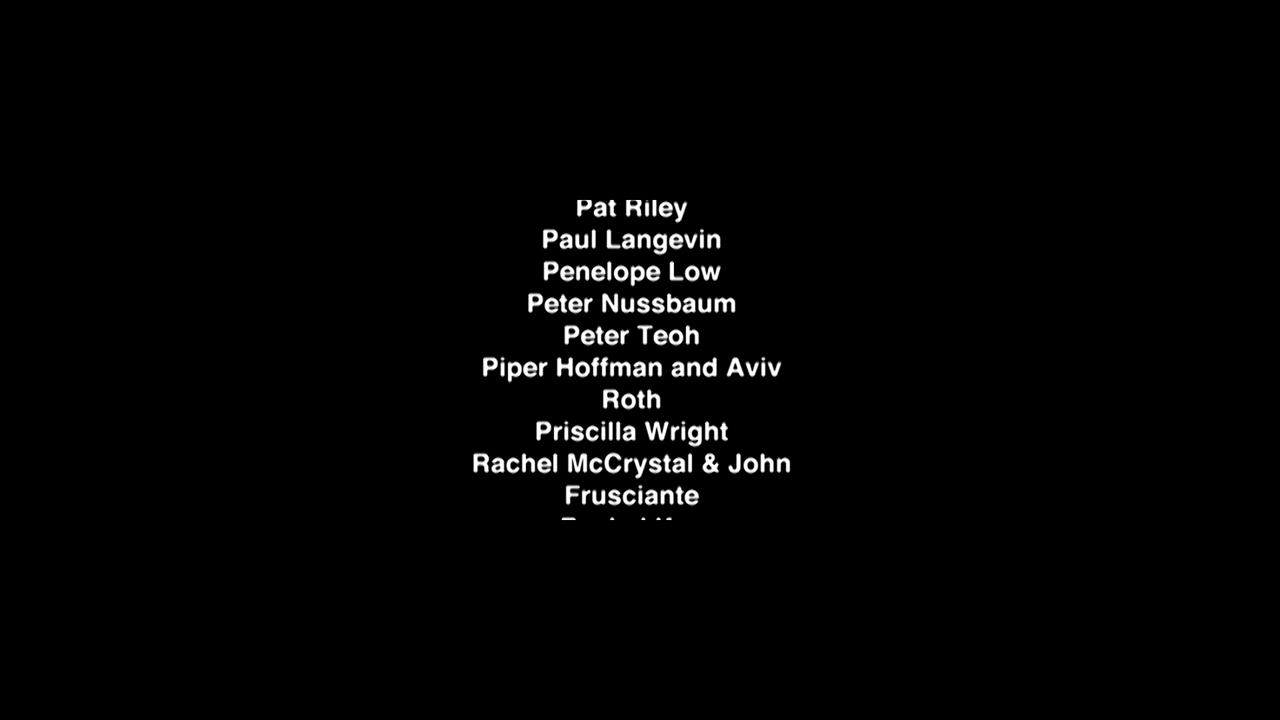 Pat Riley
Paul Langevin
Penelope Low
Peter Nussbaum
Peter Teoh
Piper Hoffman and Aviv
Roth
Priscilla Wright
Rachel McCrystal & John
Frusciante